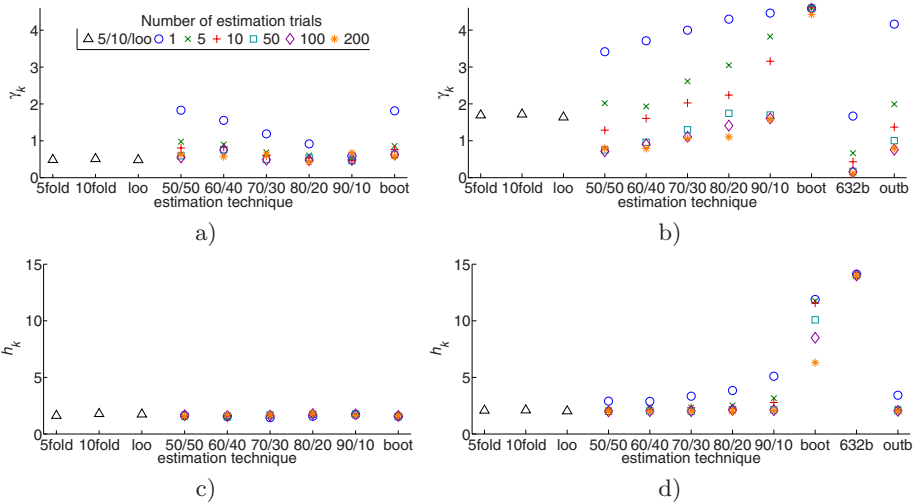 Number of estimation trials
5/10/loo 1 5 10 50 100 200
4
γk
2
1
0
5fold 10fold loo 50/50 60/40 70/30 80/20 90/10 boot
estimation technique
a)
4
γk
2
1
0
5fold 10fold loo 50/50 60/40 70/30 80/20 90/10 boot 632b outb
estimation technique
b)
15
10
hk
5
0
5fold 10fold loo 50/50 60/40 70/30 80/20 90/10 boot
estimation technique
c)
15
10
hk
5
0
5fold 10fold loo 50/50 60/40 70/30 80/20 90/10 boot 632b outb
estimation technique
d)